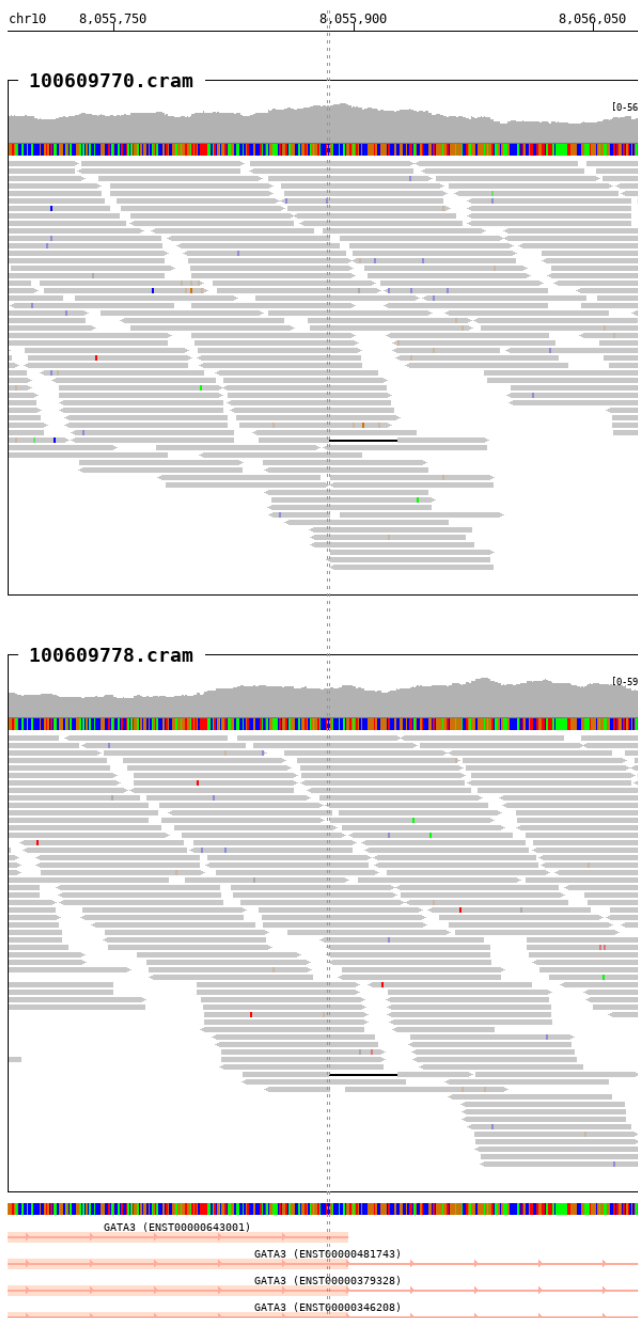 chr10 8,055,750 8,055,900 8,056,050
100609770.cram
[0-56
100609778.cram
[0-59
GATA3 (ENST00000643001)
GATA3 (ENST00000481743)
GATA3 (ENST00000379328)
GATA3 (ENST00000346208)